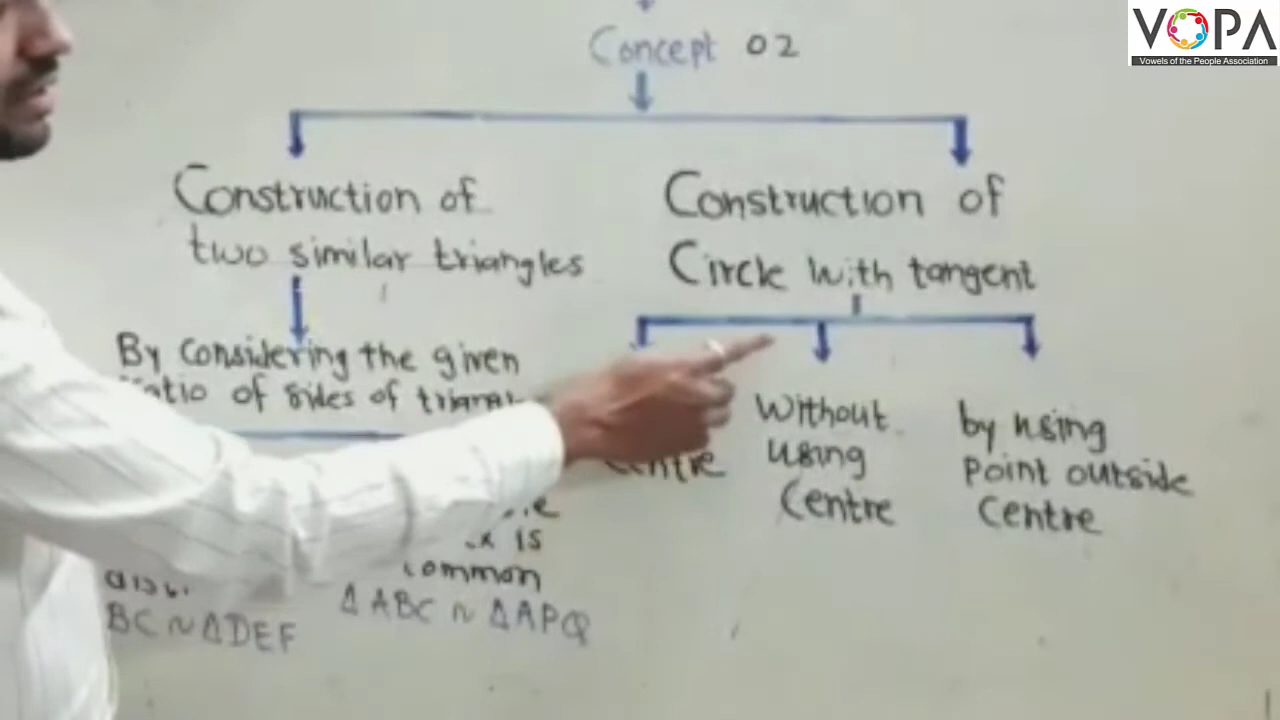 VOPA
Vowels of the People Association
Concept 02
Construction of
two similar triangles
By Considering the given
of sides of
is
common
BC ~ ΔDEF
Δ ABC ~ ΔAPQ
Construction of
Circle with tangent
Centre
Without
using
Centre
by using
Point outside
Centre